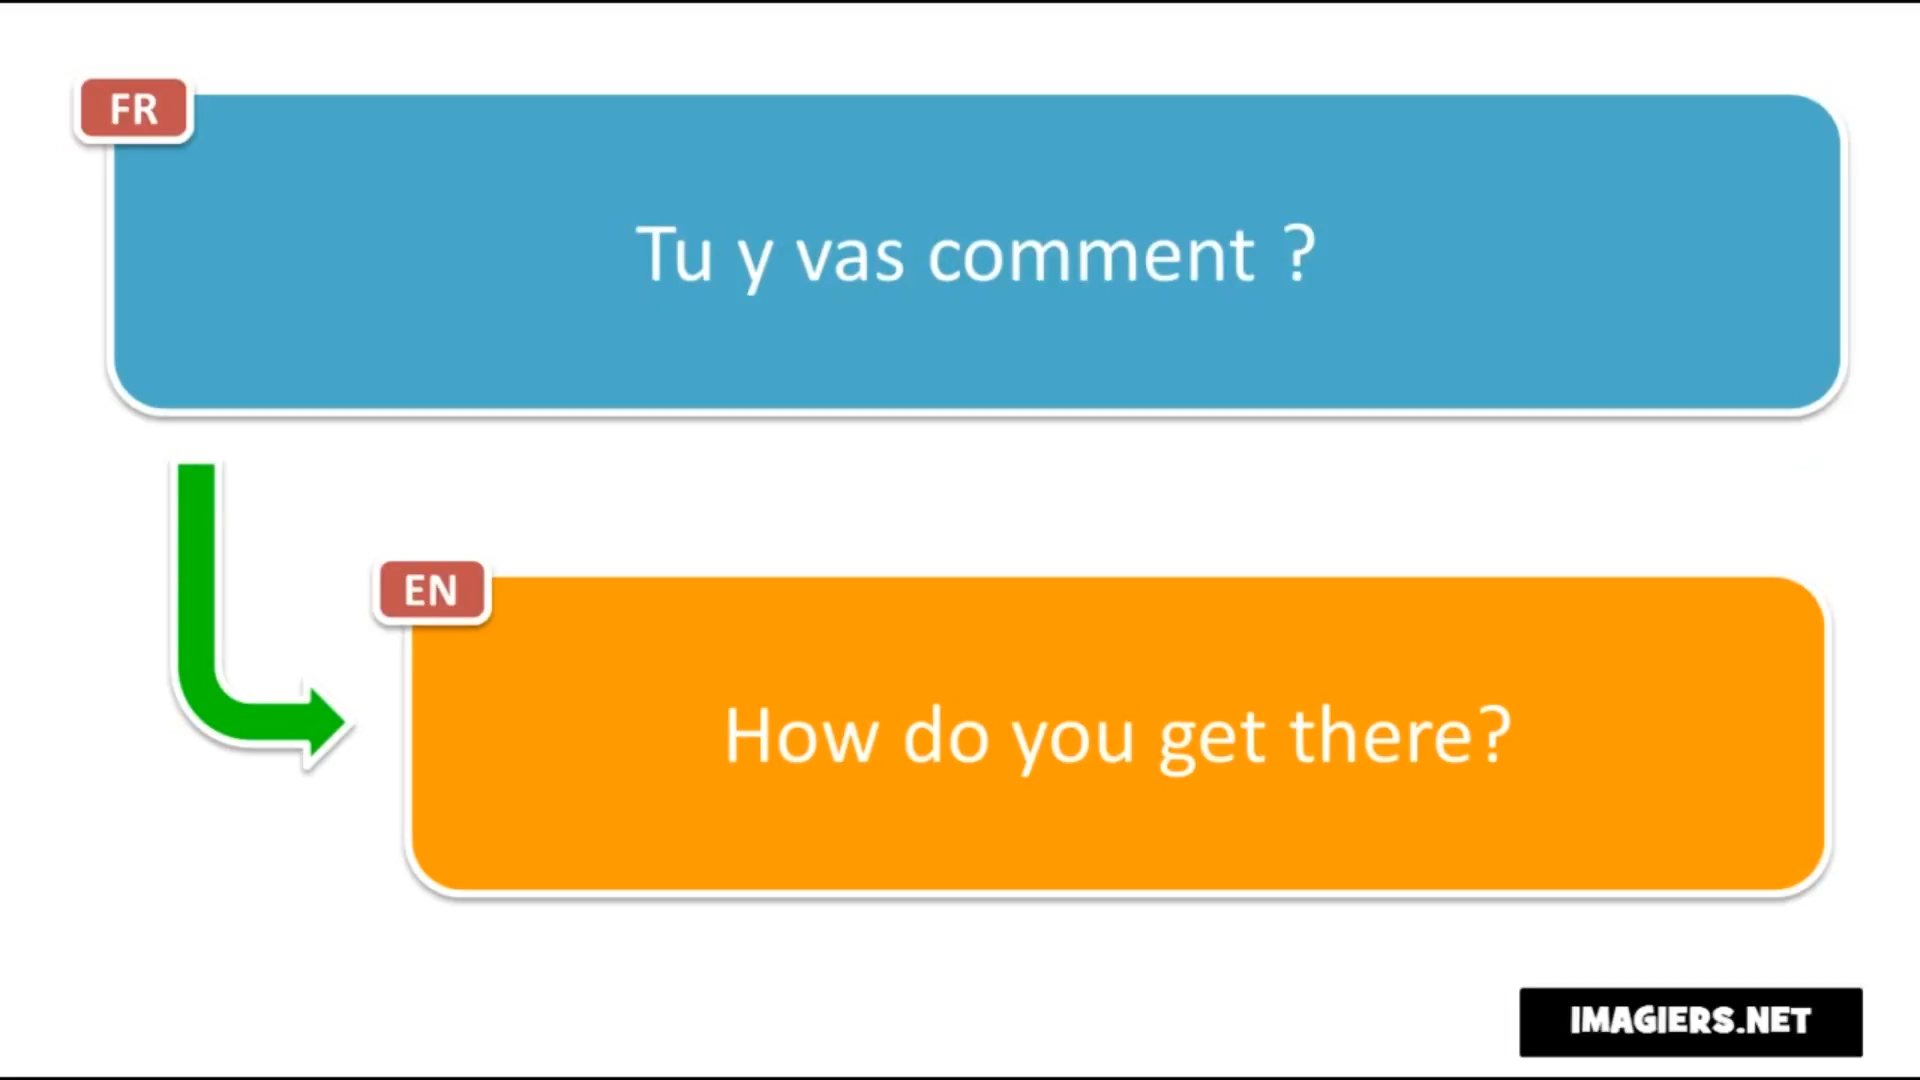 FR
Tu y vas comment ?
EN
How do you get there?
IMAGIERS.NET